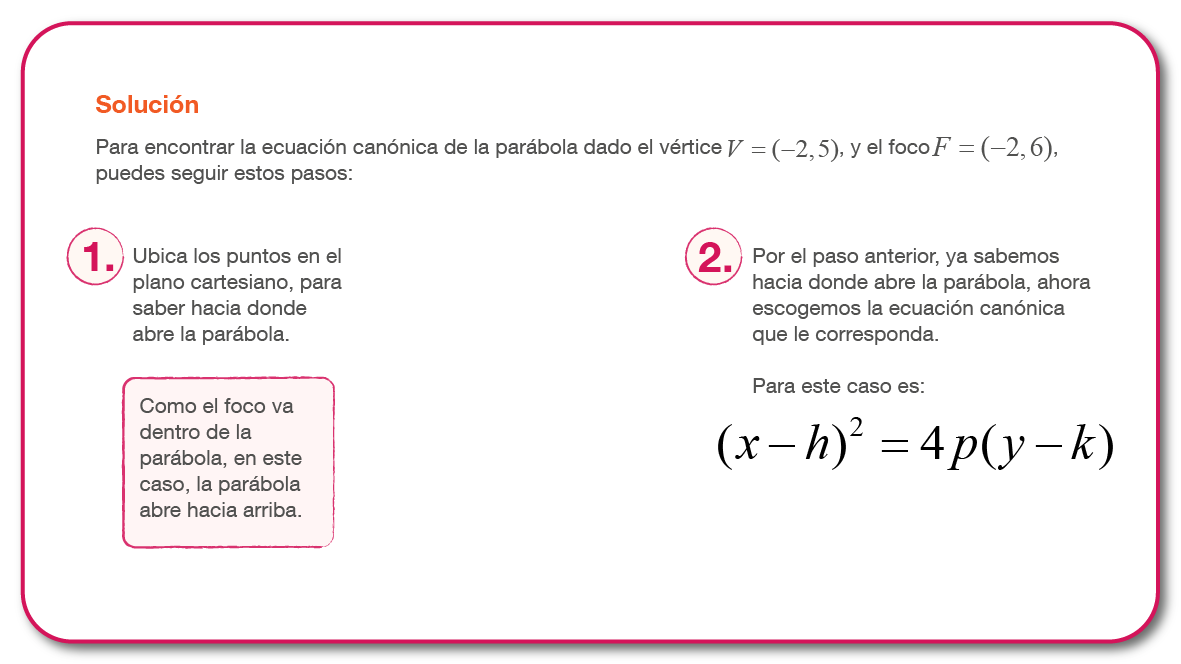 Solución
Para encontrar la ecuación canónica de la parábola dado el vértice V = (−2, 5), y el foco F = (−2, 6),
puedes seguir estos pasos:
1.
Ubica los puntos en el
plano cartesiano, para
saber hacia donde
abre la parábola.
Como el foco va
dentro de la
parábola, en este
caso, la parábola
abre hacia arriba.
2.
Por el paso anterior, ya sabemos
hacia donde abre la parábola, ahora
escogemos la ecuación canónica
que le corresponda.
Para este caso es:
(x − h)² = 4p(y − k)